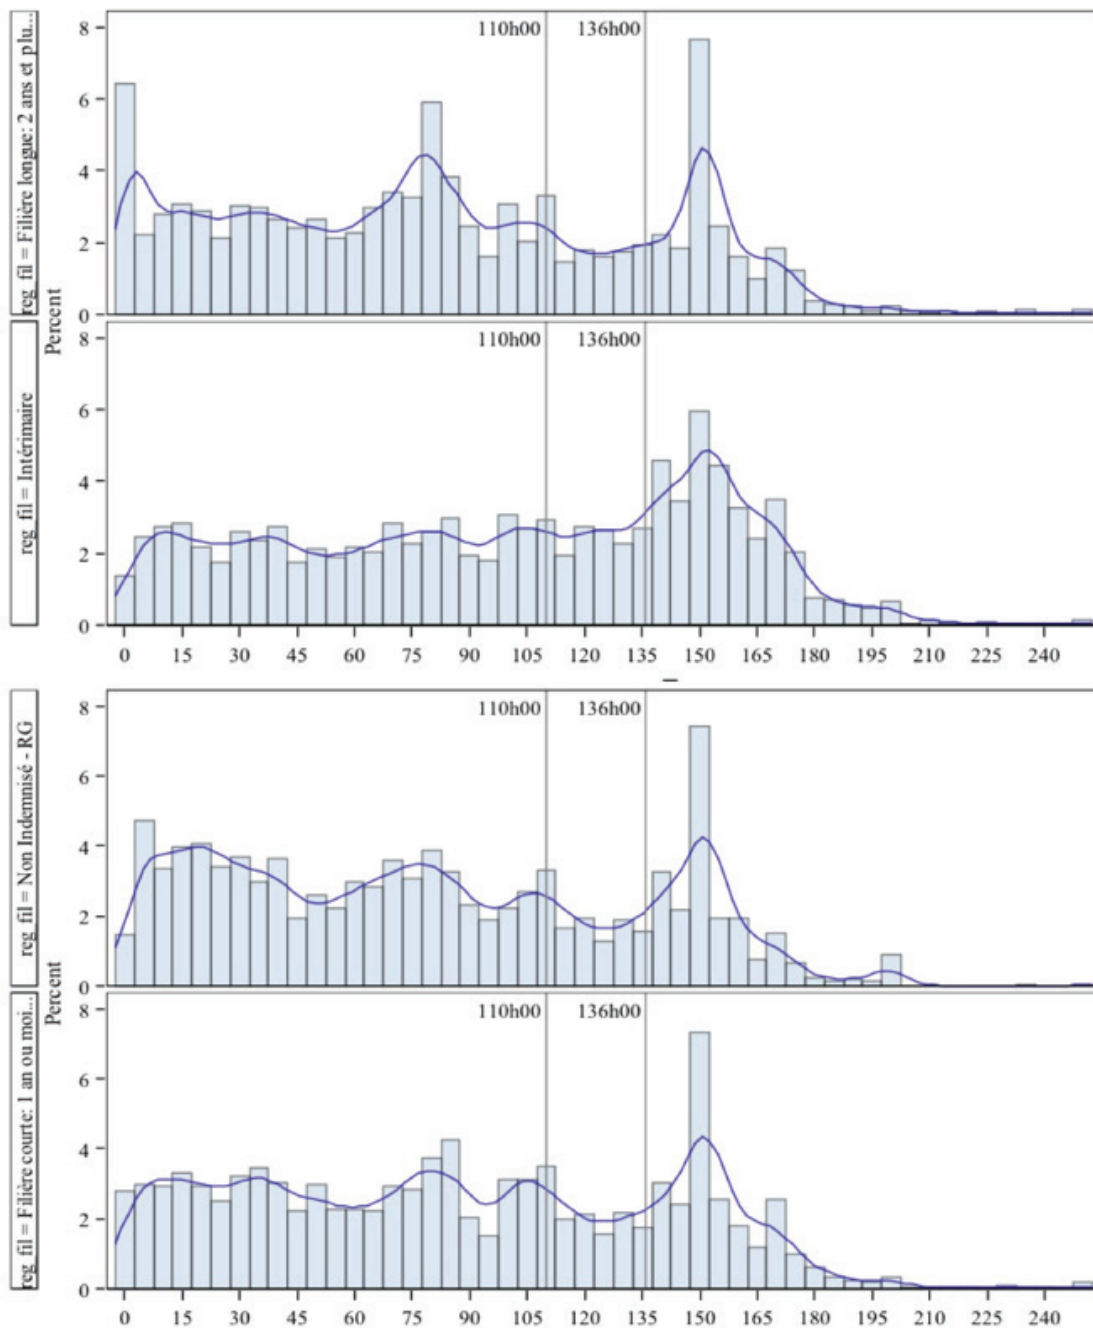 reg_fil = Filière longue: 2 ans et plu...
Percent
8
6
4
2
0
110h00 136h00
reg_fil = Intérimaire
8
6
4
2
0
110h00 136h00
0 15 30 45 60 75 90 105 120 135 150 165 180 195 210 225 240
_
reg_fil = Non Indemnisé - RG
Percent
8
6
4
2
0
110h00 136h00
reg_fil = Filière courte: 1 an ou moi...
8
6
4
2
0
110h00 136h00
0 15 30 45 60 75 90 105 120 135 150 165 180 195 210 225 240